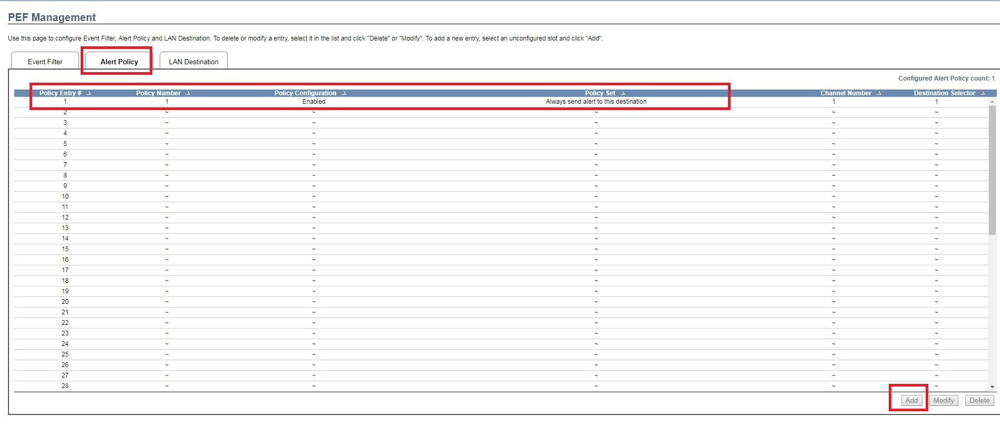 PEF Management
Use this page to configure Event Filter, Alert Policy and LAN Destination. To delete or modify a entry, select it in the list and click "Delete" or "Modify". To add a new entry, select an unconfigured slot and click "Add".
Event Filter Alert Policy LAN Destination
Configured Alert Policy count: 1
Policy Entry # Policy Number Policy Configuration Policy Set Channel Number Destination Selector
1 1 Enabled Always send alert to this destination 1 1
2 ~ ~ ~ ~ ~
3 ~ ~ ~ ~ ~
4 ~ ~ ~ ~ ~
5 ~ ~ ~ ~ ~
6 ~ ~ ~ ~ ~
7 ~ ~ ~ ~ ~
8 ~ ~ ~ ~ ~
9 ~ ~ ~ ~ ~
10 ~ ~ ~ ~ ~
11 ~ ~ ~ ~ ~
12 ~ ~ ~ ~ ~
13 ~ ~ ~ ~ ~
14 ~ ~ ~ ~ ~
15 ~ ~ ~ ~ ~
16 ~ ~ ~ ~ ~
17 ~ ~ ~ ~ ~
18 ~ ~ ~ ~ ~
19 ~ ~ ~ ~ ~
20 ~ ~ ~ ~ ~
21 ~ ~ ~ ~ ~
22 ~ ~ ~ ~ ~
23 ~ ~ ~ ~ ~
24 ~ ~ ~ ~ ~
25 ~ ~ ~ ~ ~
26 ~ ~ ~ ~ ~
27 ~ ~ ~ ~ ~
28 ~ ~ ~ ~ ~
Add Modify Delete